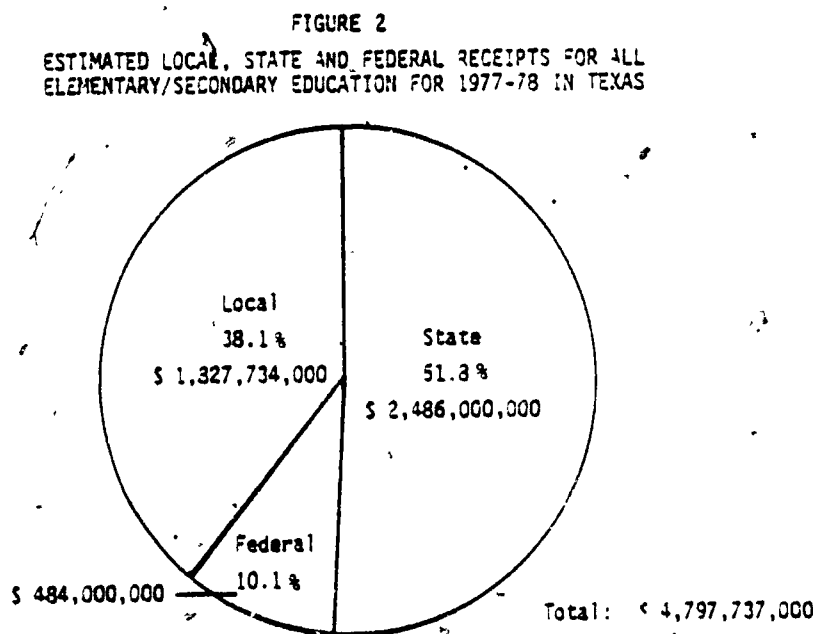 FIGURE 2
ESTIMATED LOCAL, STATE AND FEDERAL RECEIPTS FOR ALL
ELEMENTARY/SECONDARY EDUCATION FOR 1977-78 IN TEXAS
Local
38.1%
$ 1,327,734,000
State
51.3%
$ 2,486,000,000
Federal
10.1%
$ 484,000,000
Total: $ 4,797,737,000